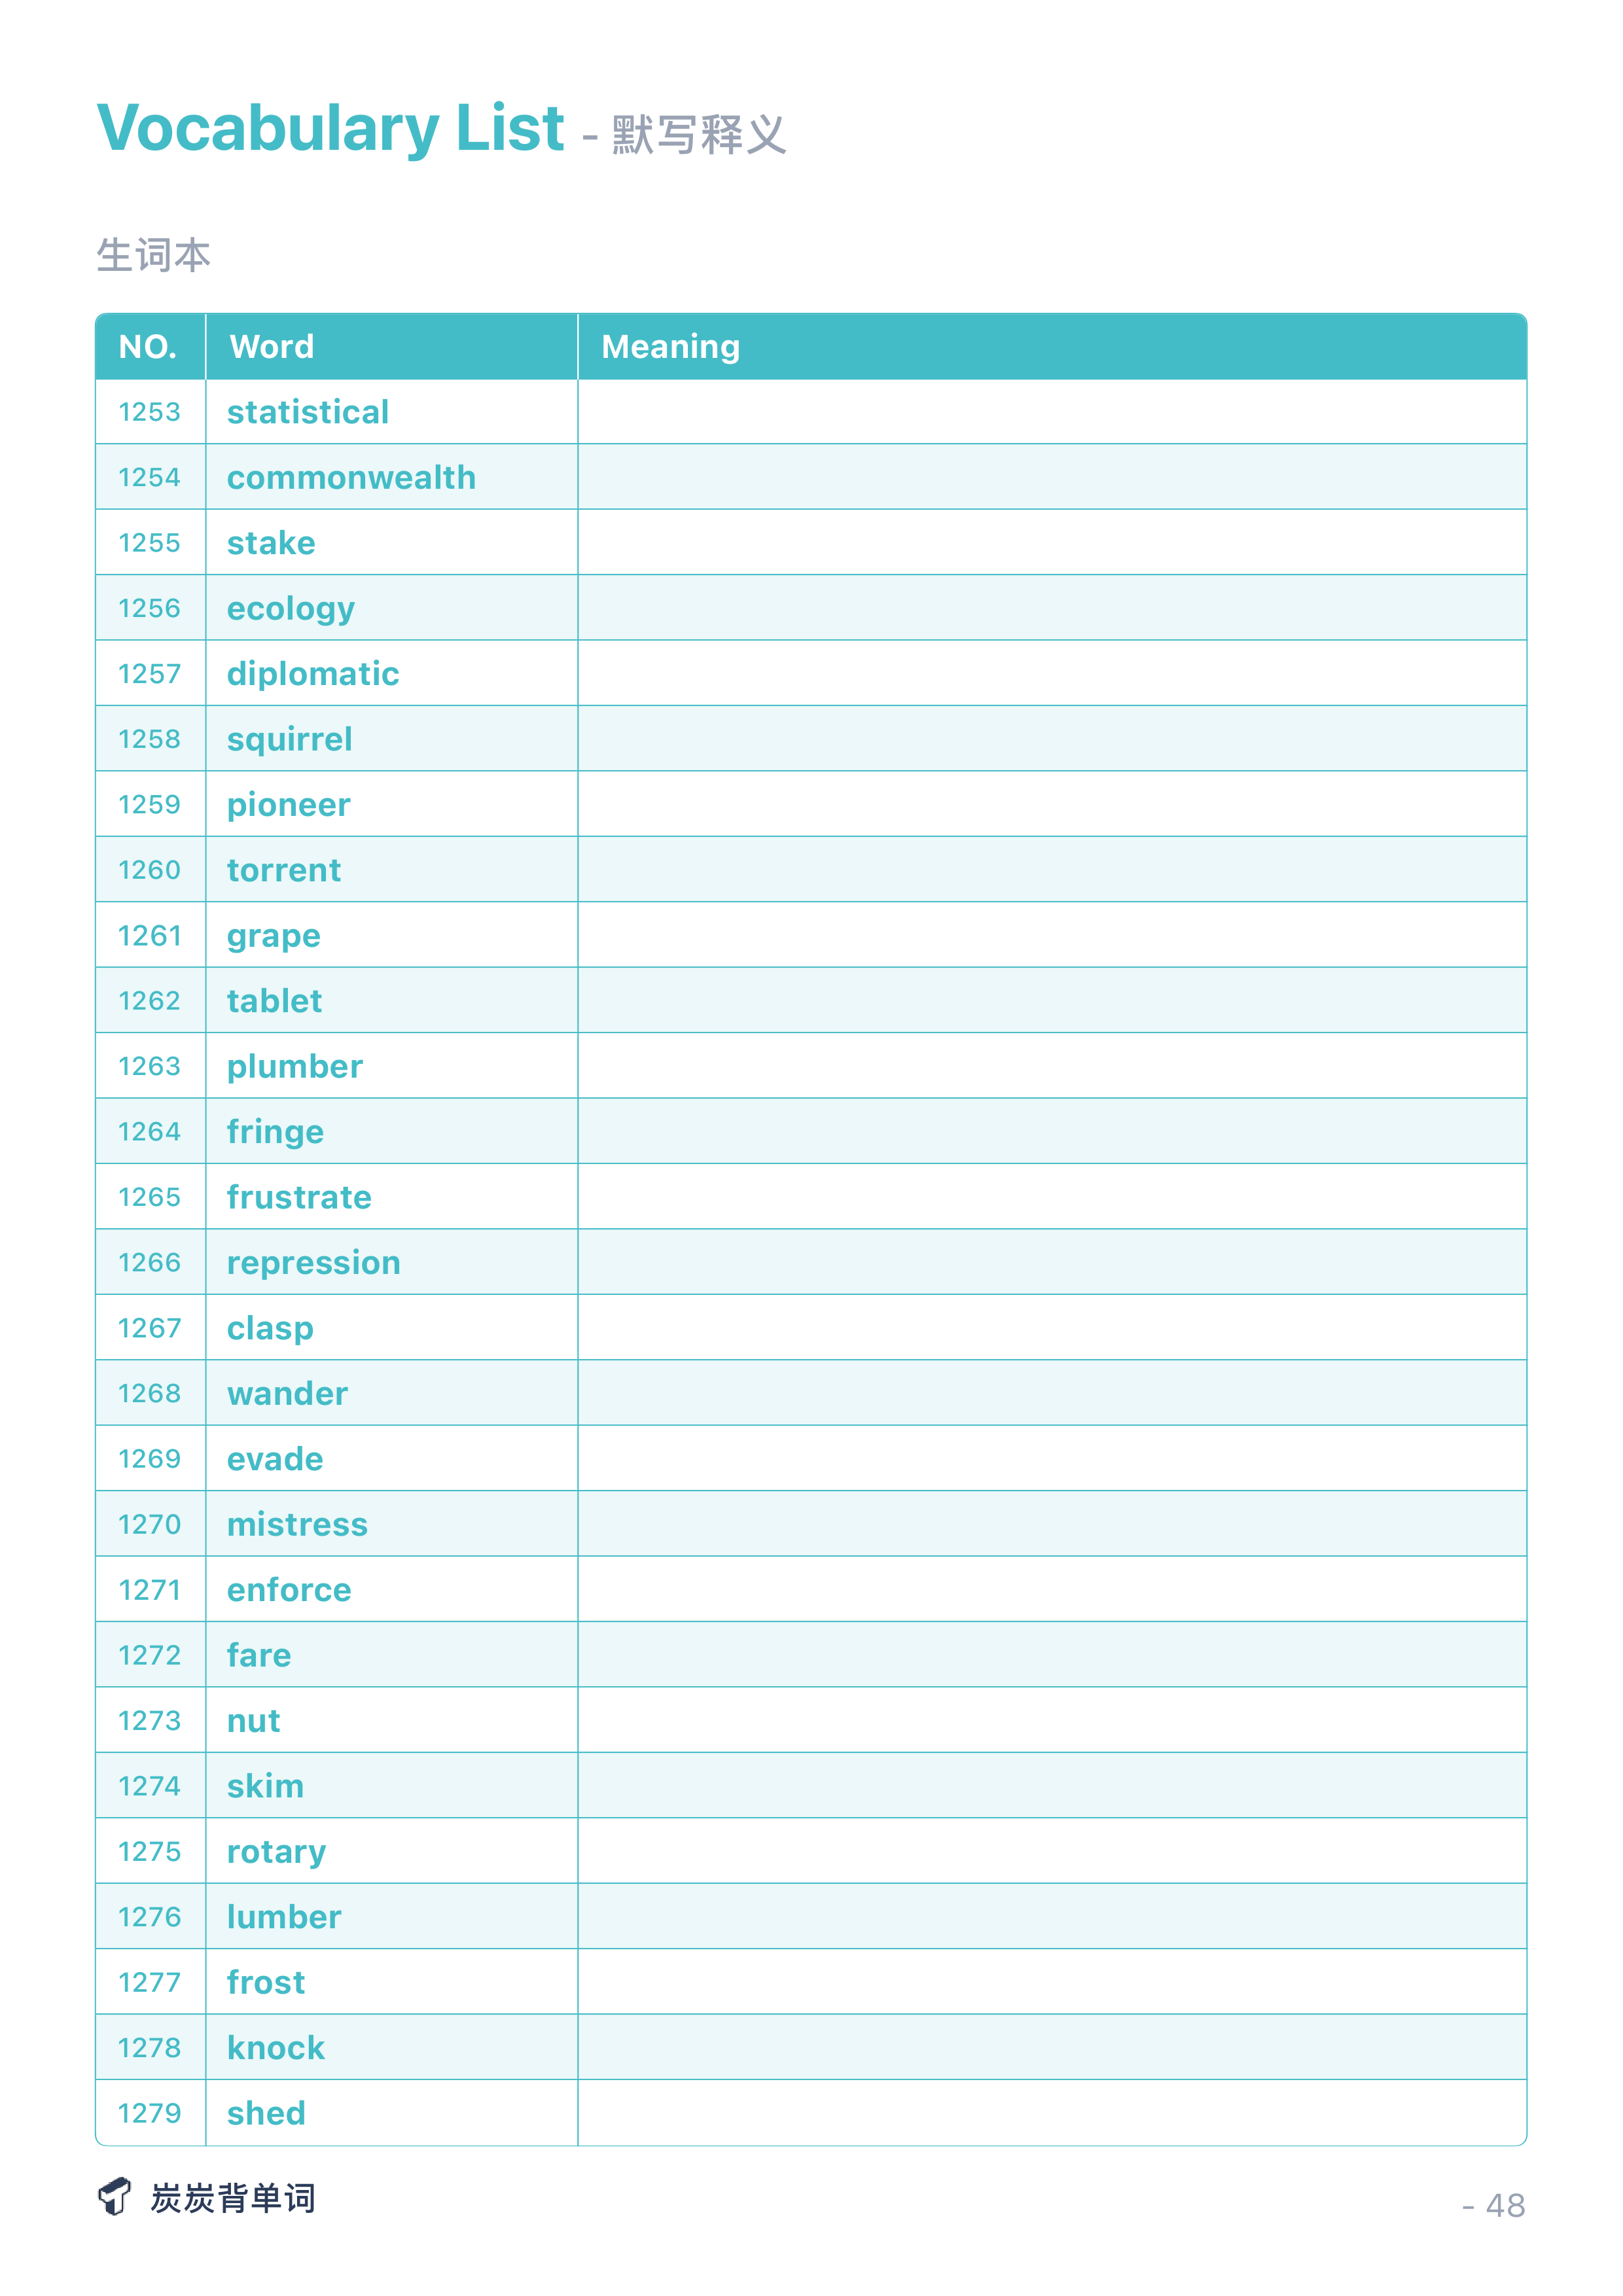 Vocabulary List - 默写释义
生词本
NO. Word Meaning
1253 statistical
1254 commonwealth
1255 stake
1256 ecology
1257 diplomatic
1258 squirrel
1259 pioneer
1260 torrent
1261 grape
1262 tablet
1263 plumber
1264 fringe
1265 frustrate
1266 repression
1267 clasp
1268 wander
1269 evade
1270 mistress
1271 enforce
1272 fare
1273 nut
1274 skim
1275 rotary
1276 lumber
1277 frost
1278 knock
1279 shed
炭炭背单词
- 48